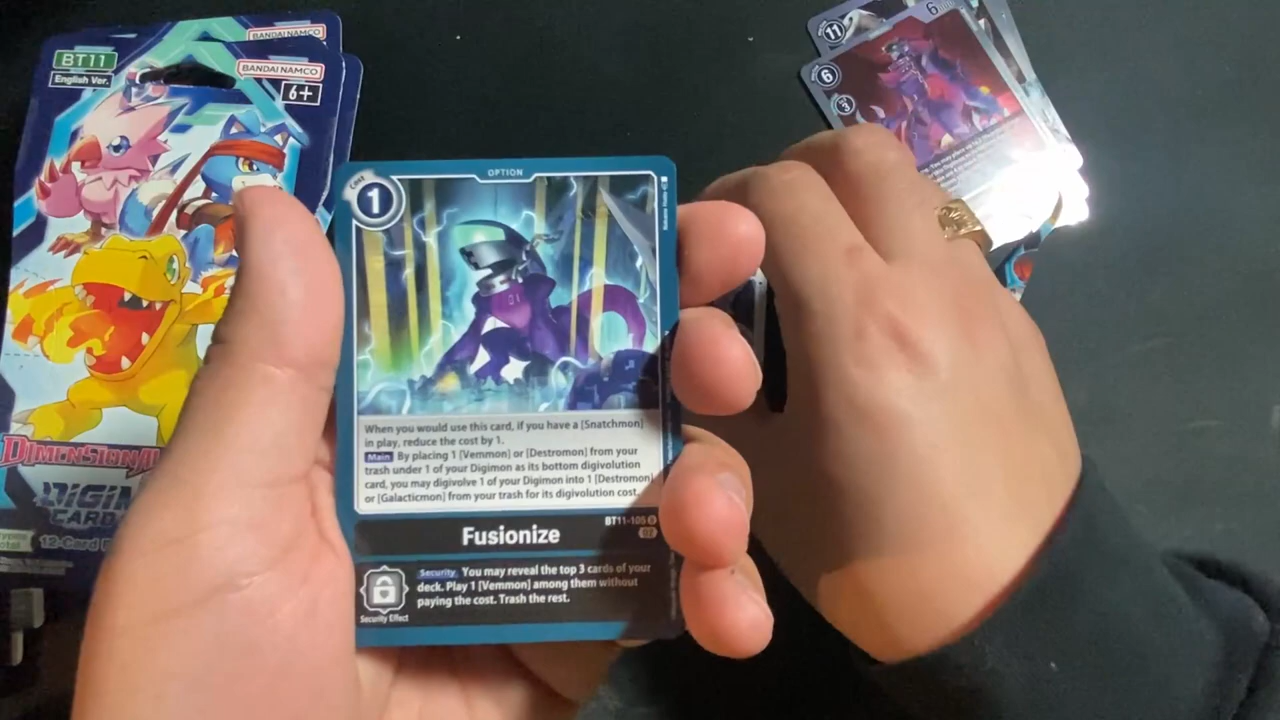 BT11
English Ver.
BANDAI NAMCO
BANDAI NAMCO
6+
DIMENSIONA
DIGI
CARD
12-Card
OPTION
Cost
1
When you would use this card, if you have a [Snatchmon]
in play, reduce the cost by 1.
Main By placing 1 [Vemmon] or [Destromon] from your
trash under 1 of your Digimon as its bottom digivolution
card, you may digivolve 1 of your Digimon into 1 [Destromon]
or [Galacticmon] from your trash for its digivolution cost.
BT11-105
Fusionize
Security You may reveal the top 3 cards of your
deck. Play 1 [Vemmon] among them without
paying the cost. Trash the rest.
Security Effect
11
6
3